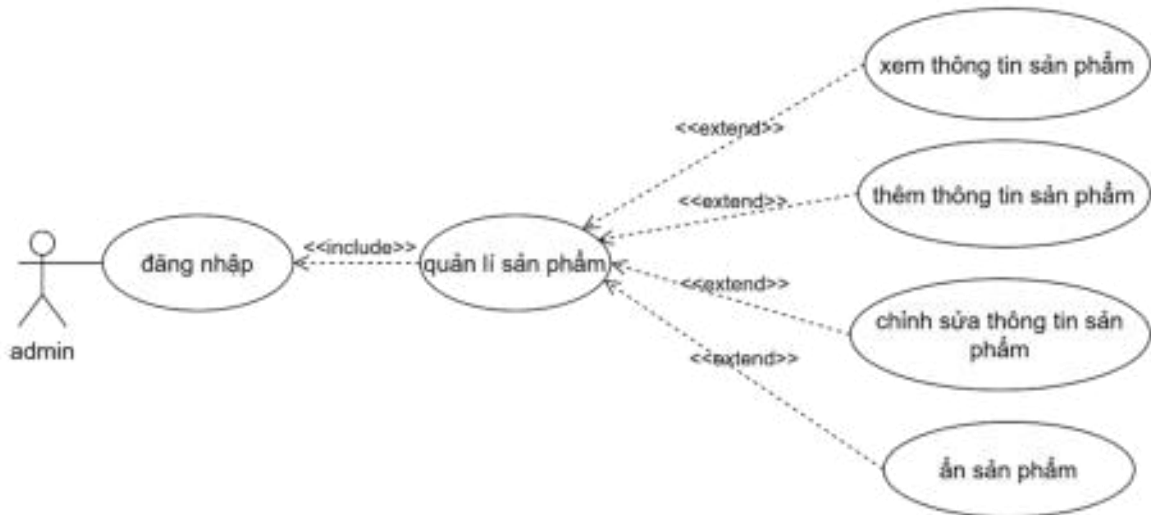 xem thông tin sản phẩm
<<extend>>
thêm thông tin sản phẩm
<<extend>>
đăng nhập
<<include>>
quản lí sản phẩm
<<extend>>
chỉnh sửa thông tin sản
phẩm
admin
<<extend>>
ẩn sản phẩm